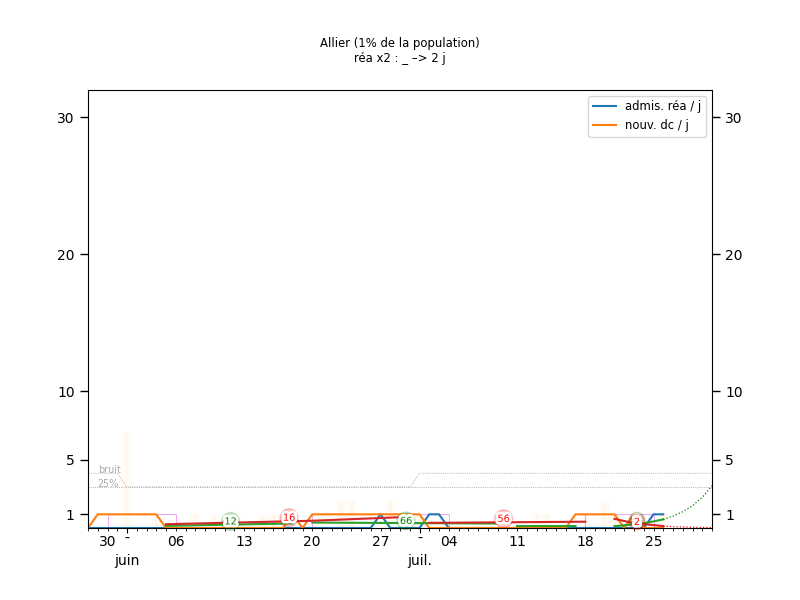 Allier (1% de la population)
réa x2 : _ –> 2 j
admis. réa / j
nouv. dc / j
30 30
20 20
10 10
5 5
1 1
bruit
25%
12 16 66 56 2
30 - 06 13 20 27 - 04 11 18 25
juin juil.